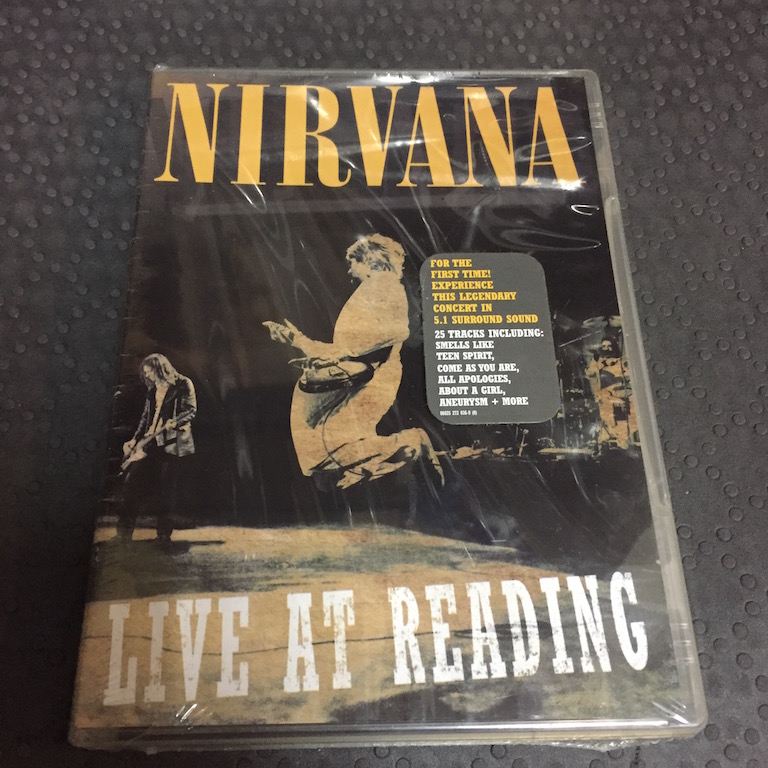 NIRVANA
FOR THE
FIRST TIME!
EXPERIENCE
THIS LEGENDARY
CONCERT IN
5.1 SURROUND SOUND
25 TRACKS INCLUDING:
SMELLS LIKE
TEEN SPIRIT,
COME AS YOU ARE,
ALL APOLOGIES,
ABOUT A GIRL,
ANEURYSM + MORE
LIVE AT READING